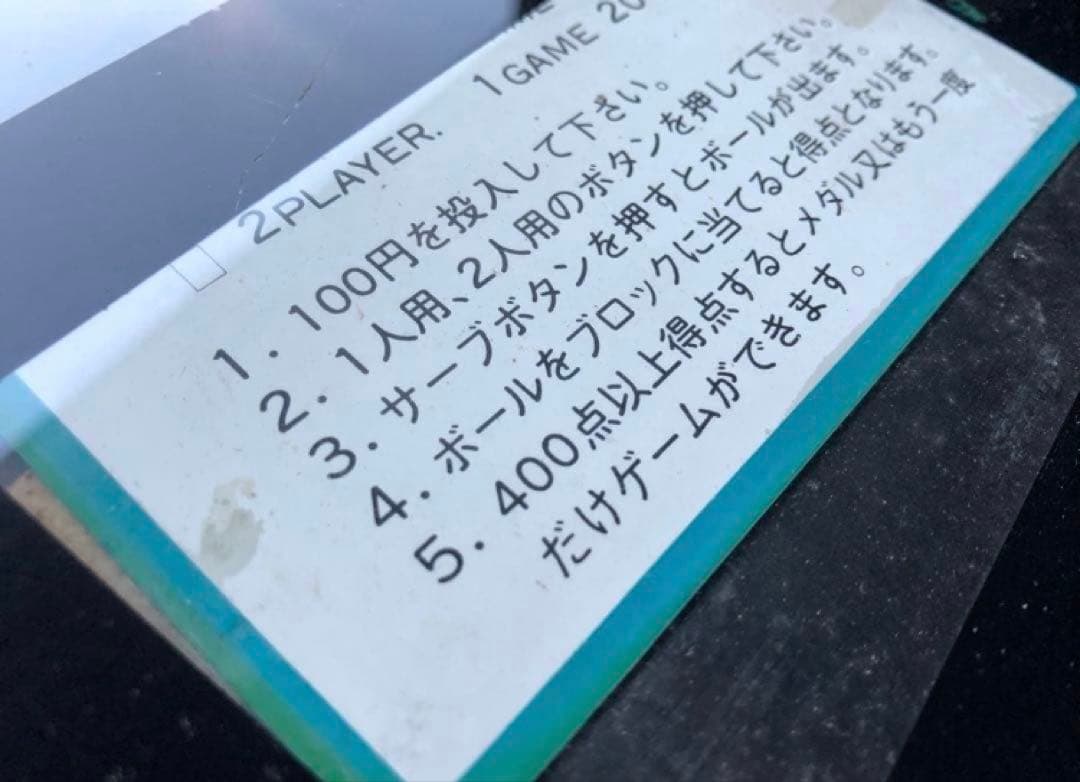 2PLAYER. 1GAME 20
1. 100円を投入して下さい。
2. 1人用、2人用のボタンを押して下さい。
3. サーブボタンを押すとボールが出ます。
4. ボールをブロックに当てると得点となります。
5. 400点以上得点するとメダル又はもう一度
だけゲームができます。